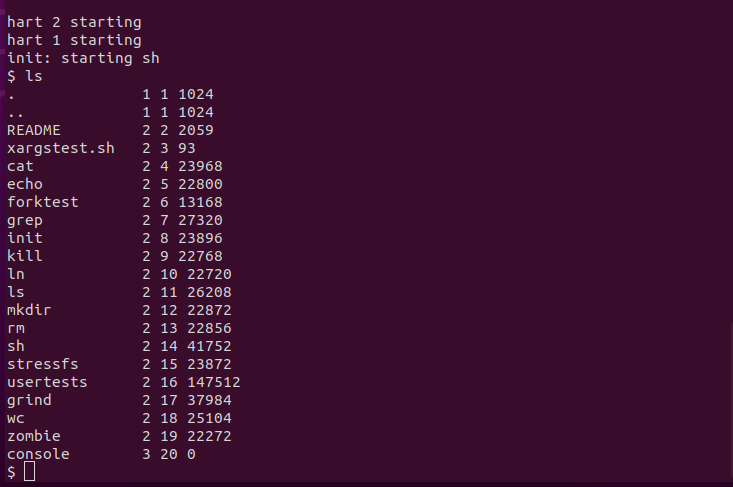 hart 2 starting
hart 1 starting
init: starting sh
$ ls
.              1 1 1024
..             1 1 1024
README         2 2 2059
xargstest.sh   2 3 93
cat            2 4 23968
echo           2 5 22800
forktest       2 6 13168
grep           2 7 27320
init           2 8 23896
kill           2 9 22768
ln             2 10 22720
ls             2 11 26208
mkdir          2 12 22872
rm             2 13 22856
sh             2 14 41752
stressfs       2 15 23872
usertests      2 16 147512
grind          2 17 37984
wc             2 18 25104
zombie         2 19 22272
console        3 20 0
$